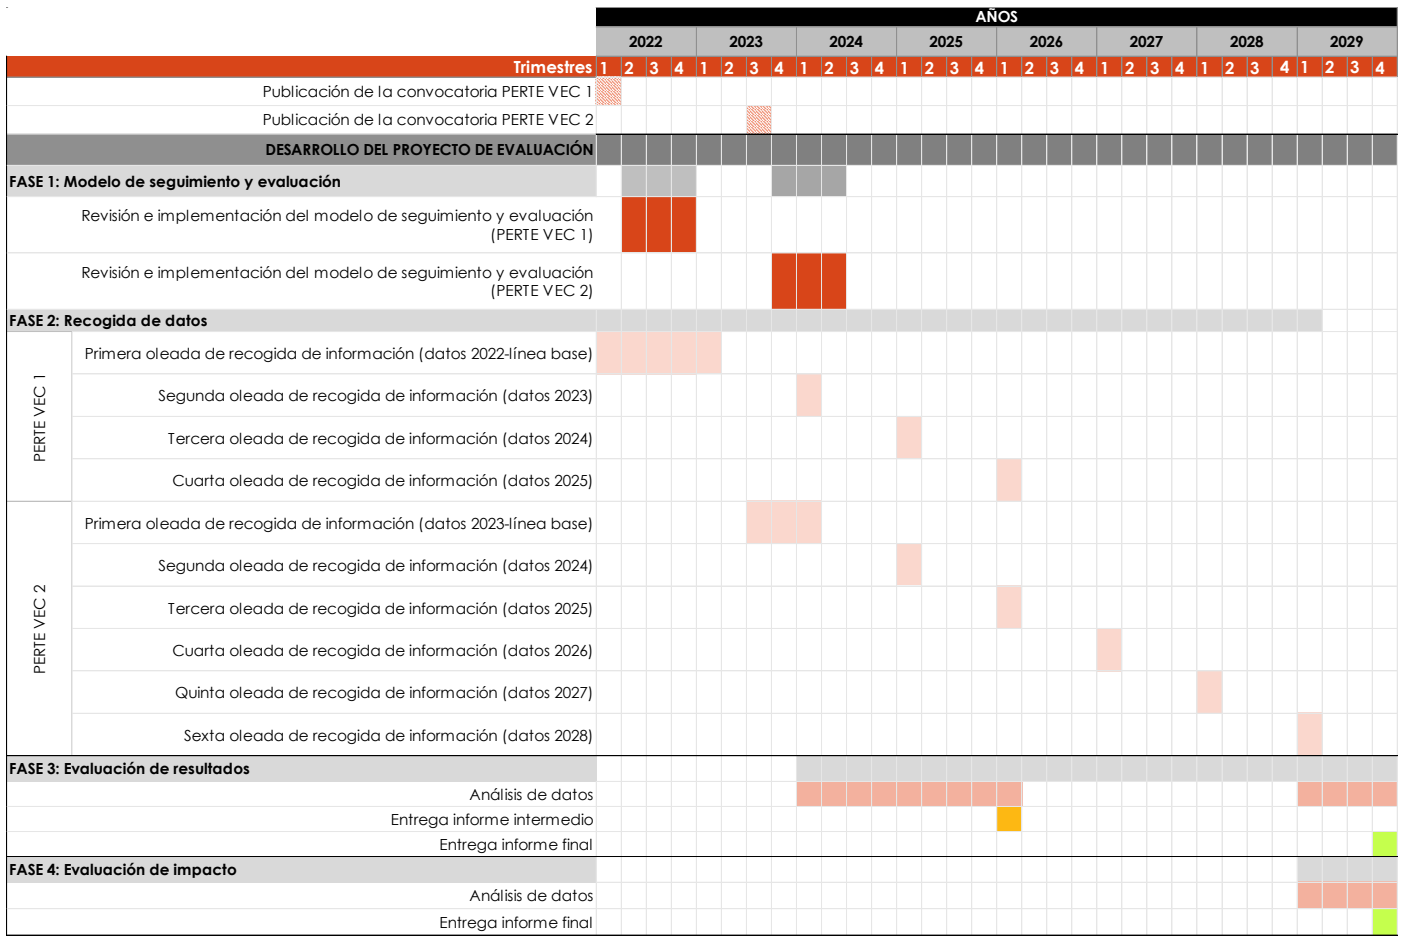 AÑOS
2022 2023 2024 2025 2026 2027 2028 2029
Trimestres 1 2 3 4 1 2 3 4 1 2 3 4 1 2 3 4 1 2 3 4 1 2 3 4 1 2 3 4 1 2 3 4
Publicación de la convocatoria PERTE VEC 1
Publicación de la convocatoria PERTE VEC 2
DESARROLLO DEL PROYECTO DE EVALUACIÓN
FASE 1: Modelo de seguimiento y evaluación
Revisión e implementación del modelo de seguimiento y evaluación
(PERTE VEC 1)
Revisión e implementación del modelo de seguimiento y evaluación
(PERTE VEC 2)
FASE 2: Recogida de datos
PERTE VEC 1
Primera oleada de recogida de información (datos 2022-línea base)
Segunda oleada de recogida de información (datos 2023)
Tercera oleada de recogida de información (datos 2024)
Cuarta oleada de recogida de información (datos 2025)
PERTE VEC 2
Primera oleada de recogida de información (datos 2023-línea base)
Segunda oleada de recogida de información (datos 2024)
Tercera oleada de recogida de información (datos 2025)
Cuarta oleada de recogida de información (datos 2026)
Quinta oleada de recogida de información (datos 2027)
Sexta oleada de recogida de información (datos 2028)
FASE 3: Evaluación de resultados
Análisis de datos
Entrega informe intermedio
Entrega informe final
FASE 4: Evaluación de impacto
Análisis de datos
Entrega informe final